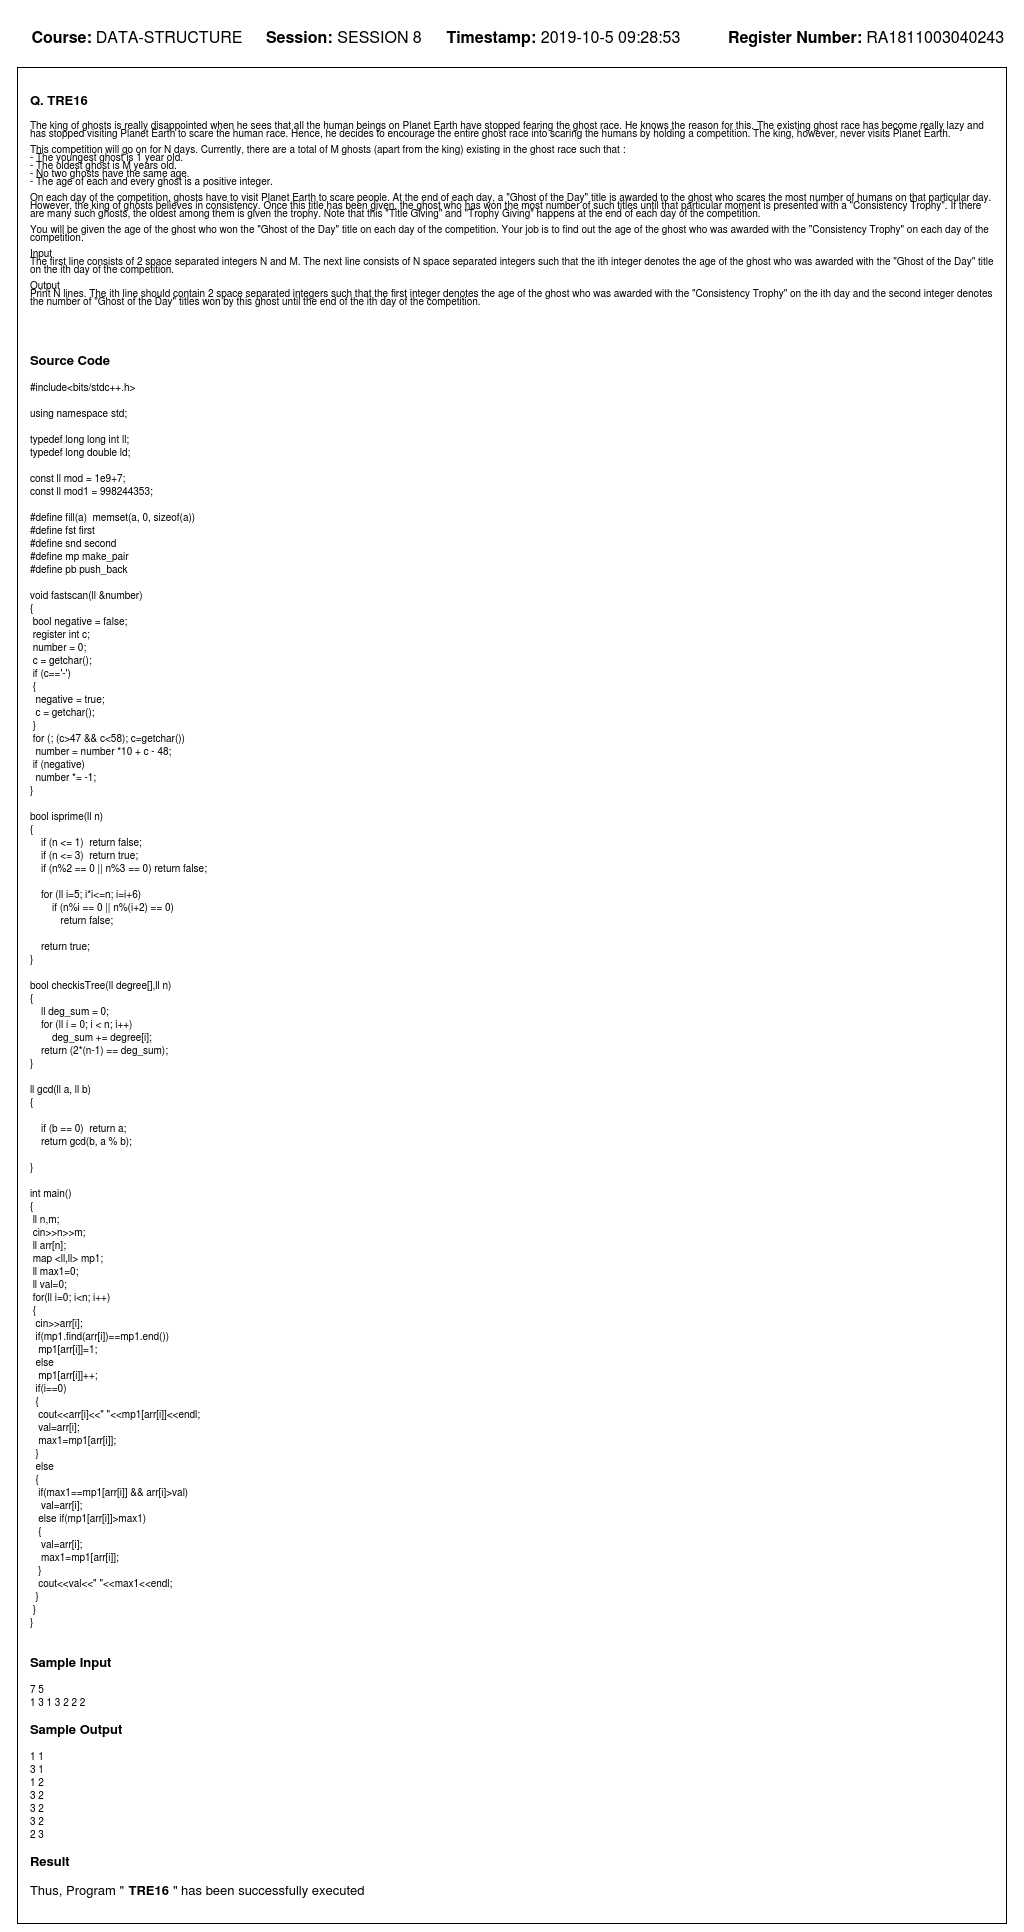 Course: DATA-STRUCTURE Session: SESSION 8 Timestamp: 2019-10-5 09:28:53 Register Number: RA1811003040243
Q. TRE16
The king of ghosts is really disappointed when he sees that all the human beings on Planet Earth have stopped fearing the ghost race. He knows the reason for this. The existing ghost race has become really lazy and
has stopped visiting Planet Earth to scare the human race. Hence, he decides to encourage the entire ghost race into scaring the humans by holding a competition. The king, however, never visits Planet Earth.
This competition will go on for N days. Currently, there are a total of M ghosts (apart from the king) existing in the ghost race such that :
- The youngest ghost is 1 year old.
- The oldest ghost is M years old.
- No two ghosts have the same age.
- The age of each and every ghost is a positive integer.
On each day of the competition, ghosts have to visit Planet Earth to scare people. At the end of each day, a "Ghost of the Day" title is awarded to the ghost who scares the most number of humans on that particular day.
However, the king of ghosts believes in consistency. Once this title has been given, the ghost who has won the most number of such titles until that particular moment is presented with a "Consistency Trophy". If there
are many such ghosts, the oldest among them is given the trophy. Note that this "Title Giving" and "Trophy Giving" happens at the end of each day of the competition.
You will be given the age of the ghost who won the "Ghost of the Day" title on each day of the competition. Your job is to find out the age of the ghost who was awarded with the "Consistency Trophy" on each day of the
competition.
Input
The first line consists of 2 space separated integers N and M. The next line consists of N space separated integers such that the ith integer denotes the age of the ghost who was awarded with the "Ghost of the Day" title
on the ith day of the competition.
Output
Print N lines. The ith line should contain 2 space separated integers such that the first integer denotes the age of the ghost who was awarded with the "Consistency Trophy" on the ith day and the second integer denotes
the number of "Ghost of the Day" titles won by this ghost until the end of the ith day of the competition.
Source Code
#include<bits/stdc++.h>
using namespace std;
typedef long long int ll;
typedef long double ld;
const ll mod = 1e9+7;
const ll mod1 = 998244353;
#define fill(a)  memset(a, 0, sizeof(a))
#define fst first
#define snd second
#define mp make_pair
#define pb push_back
void fastscan(ll &number)
{
bool negative = false;
register int c;
number = 0;
c = getchar();
if (c=='-')
{
negative = true;
c = getchar();
}
for (; (c>47 && c<58); c=getchar())
number = number *10 + c - 48;
if (negative)
number *= -1;
}
bool isprime(ll n)
{
if (n <= 1)  return false;
if (n <= 3)  return true;
if (n%2 == 0 || n%3 == 0) return false;
for (ll i=5; i*i<=n; i=i+6)
if (n%i == 0 || n%(i+2) == 0)
return false;
return true;
}
bool checkisTree(ll degree[],ll n)
{
ll deg_sum = 0;
for (ll i = 0; i < n; i++)
deg_sum += degree[i];
return (2*(n-1) == deg_sum);
}
ll gcd(ll a, ll b)
{
if (b == 0)  return a;
return gcd(b, a % b);
}
int main()
{
ll n,m;
cin>>n>>m;
ll arr[n];
map <ll,ll> mp1;
ll max1=0;
ll val=0;
for(ll i=0; i<n; i++)
{
cin>>arr[i];
if(mp1.find(arr[i])==mp1.end())
mp1[arr[i]]=1;
else
mp1[arr[i]]++;
if(i==0)
{
cout<<arr[i]<<" "<<mp1[arr[i]]<<endl;
val=arr[i];
max1=mp1[arr[i]];
}
else
{
if(max1==mp1[arr[i]] && arr[i]>val)
val=arr[i];
else if(mp1[arr[i]]>max1)
{
val=arr[i];
max1=mp1[arr[i]];
}
cout<<val<<" "<<max1<<endl;
}
}
}
Sample Input
7 5
1 3 1 3 2 2 2
Sample Output
1 1
3 1
1 2
3 2
3 2
3 2
2 3
Result
Thus, Program " TRE16 " has been successfully executed